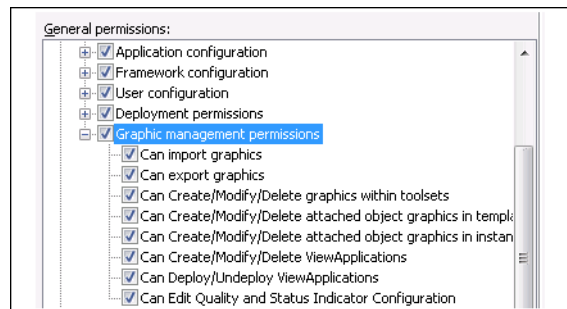 General permissions:
Application configuration
Framework configuration
User configuration
Deployment permissions
Graphic management permissions
Can import graphics
Can export graphics
Can Create/Modify/Delete graphics within toolsets
Can Create/Modify/Delete attached object graphics in templa
Can Create/Modify/Delete attached object graphics in instan
Can Create/Modify/Delete ViewApplications
Can Deploy/Undeploy ViewApplications
Can Edit Quality and Status Indicator Configuration